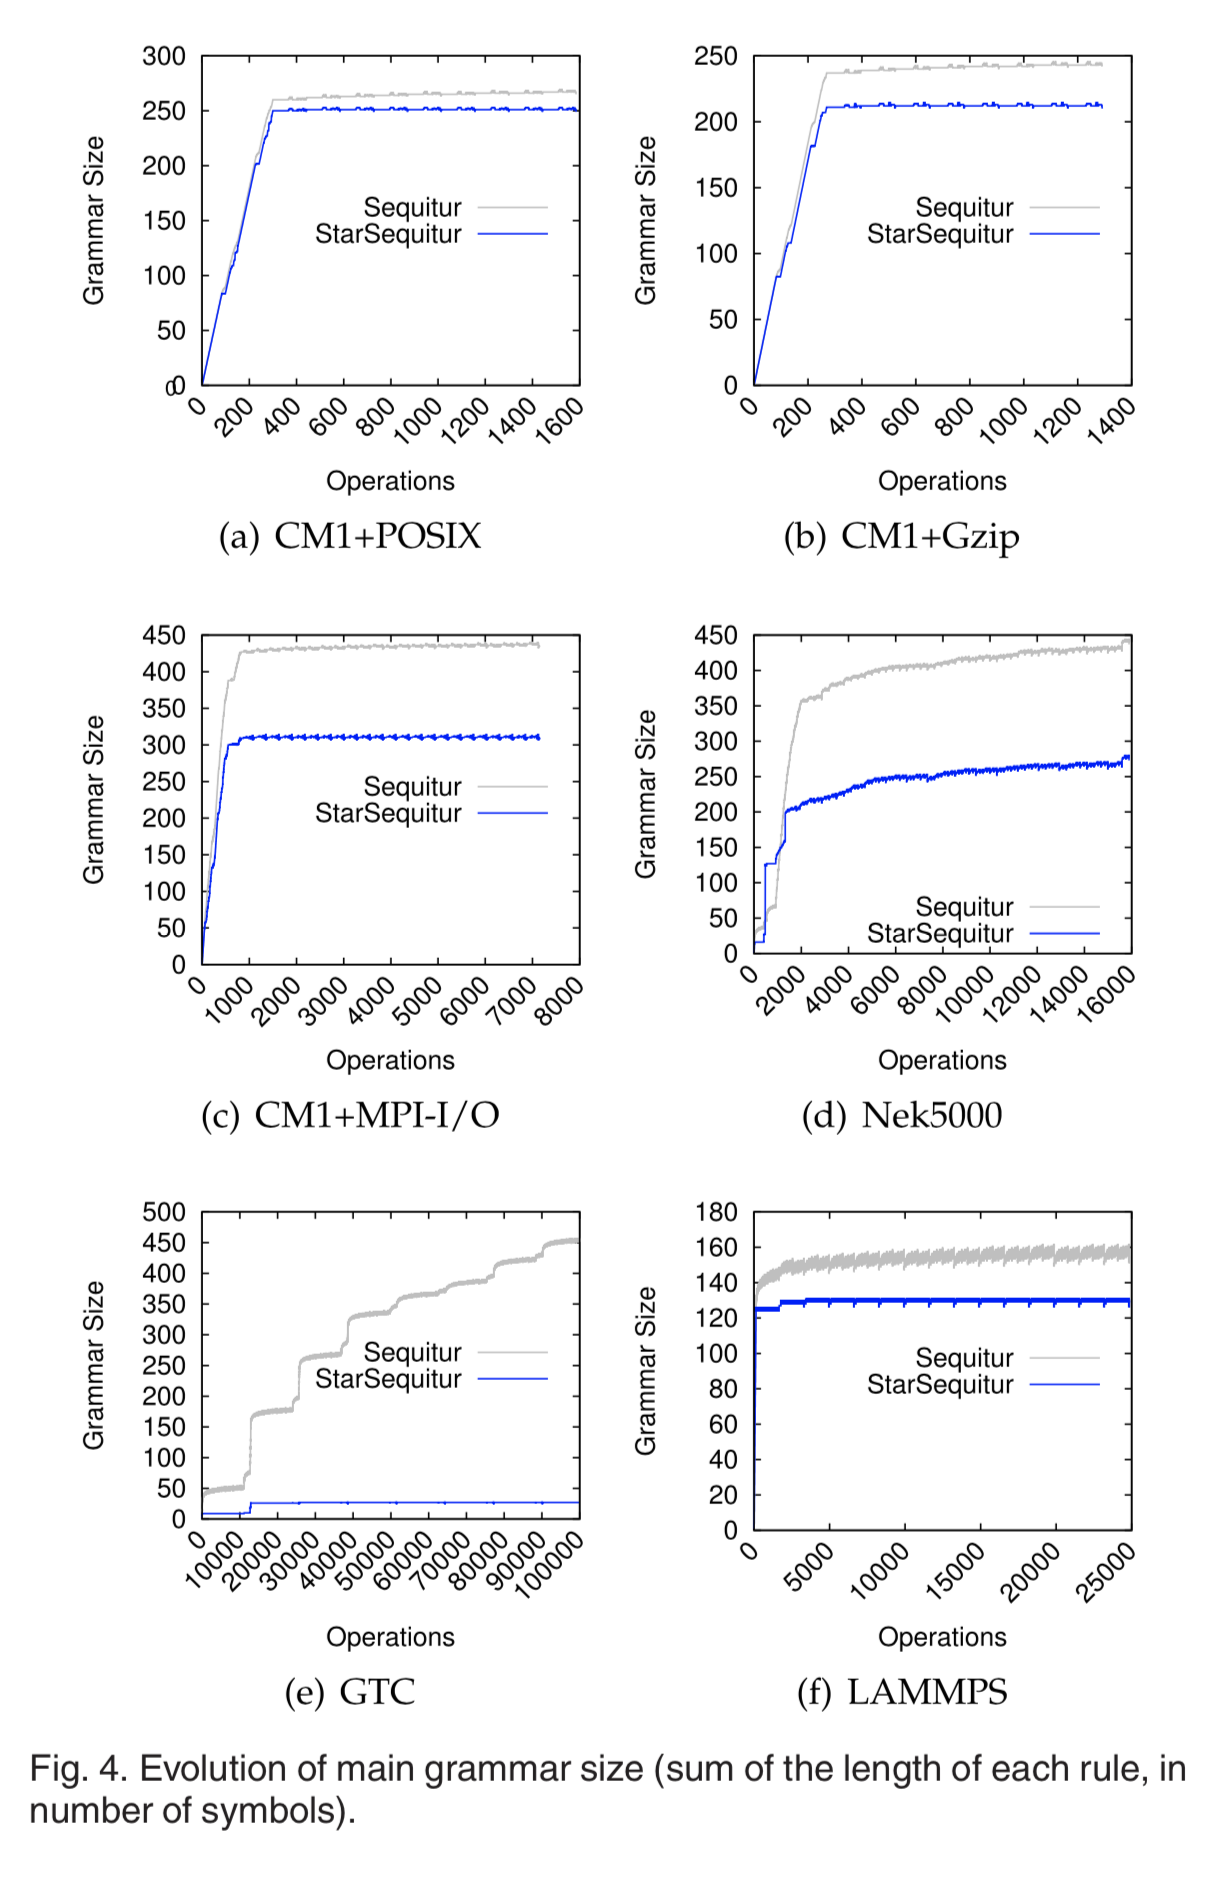 300
250
200
150
100
50
0
0
Grammar Size
Sequitur
StarSequitur
0 200 400 600 800 1000 1200 1400 1600
Operations
(a) CM1+POSIX
250
200
150
100
50
0
Grammar Size
Sequitur
StarSequitur
0 200 400 600 800 1000 1200 1400
Operations
(b) CM1+Gzip
450
400
350
300
250
200
150
100
50
0
Grammar Size
Sequitur
StarSequitur
0 1000 2000 3000 4000 5000 6000 7000 8000
Operations
(c) CM1+MPI-I/O
450
400
350
300
250
200
150
100
50
0
Grammar Size
Sequitur
StarSequitur
0 2000 4000 6000 8000 10000 12000 14000 16000
Operations
(d) Nek5000
500
450
400
350
300
250
200
150
100
50
0
Grammar Size
Sequitur
StarSequitur
0 10000 20000 30000 40000 50000 60000 70000 80000 90000 100000
Operations
(e) GTC
180
160
140
120
100
80
60
40
20
0
Grammar Size
Sequitur
StarSequitur
0 5000 10000 15000 20000 25000
Operations
(f) LAMMPS
Fig. 4. Evolution of main grammar size (sum of the length of each rule, in
number of symbols).